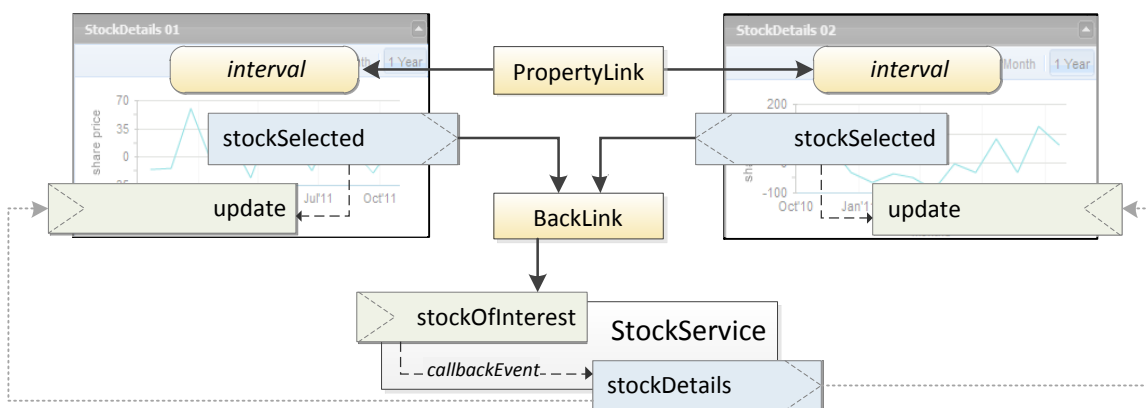 StockDetails 01
StockDetails 02
interval
1 Year
PropertyLink
interval
Month
1 Year
70
35
0
share price
stockSelected
stockSelected
200
-100
Jul'11
Oct'11
Oct'10
update
BackLink
update
stockOfInterest
StockService
callbackEvent
stockDetails